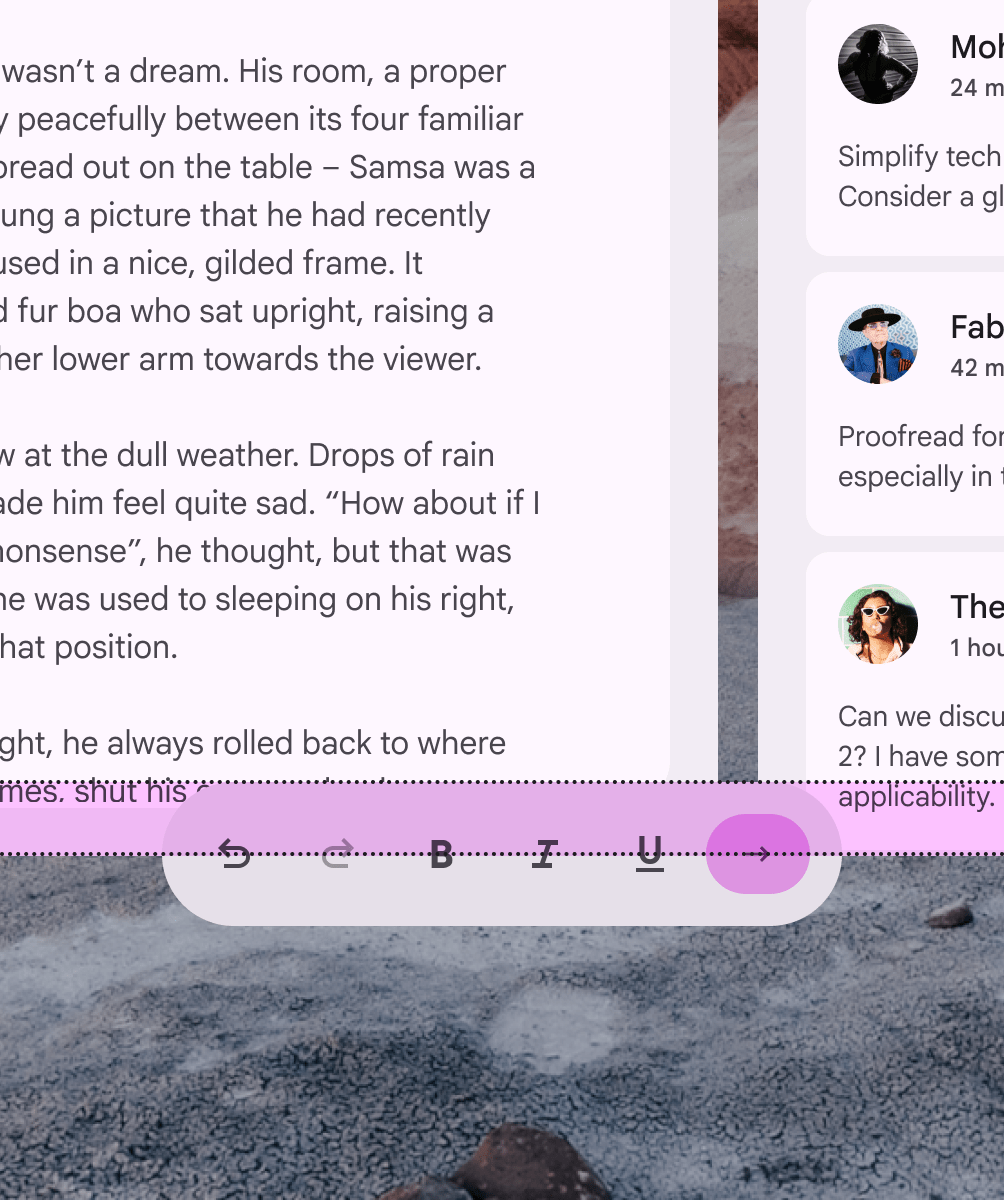 wasn’t a dream. His room, a proper
y peacefully between its four familiar
pread out on the table – Samsa was a
ung a picture that he had recently
used in a nice, gilded frame. It
d fur boa who sat upright, raising a
her lower arm towards the viewer.
w at the dull weather. Drops of rain
ade him feel quite sad. “How about if I
nonsense”, he thought, but that was
he was used to sleeping on his right,
hat position.
ght, he always rolled back to where
mes, shut his
B I U
Moh
24 m
Simplify tech
Consider a gl
Fab
42 m
Proofread for
especially in t
The
1 hou
Can we discu
2? I have som
applicability.